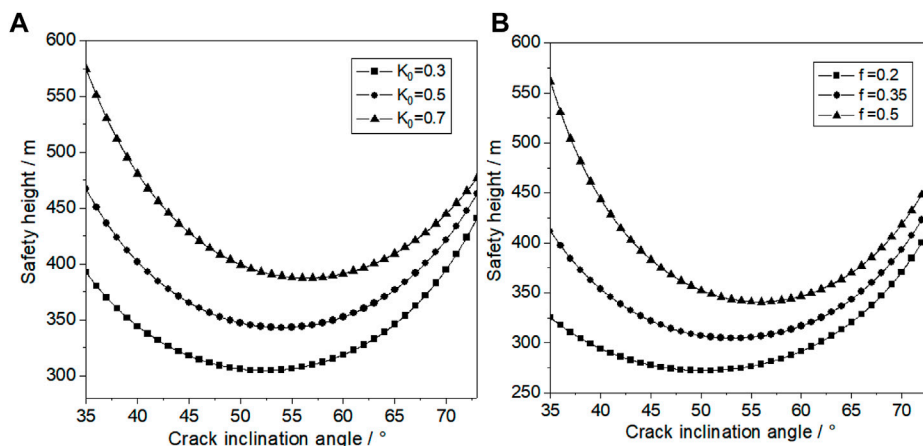 A
600
550
500
450
400
350
300
35 40 45 50 55 60 65 70
Safety height / m
Crack inclination angle / °
K₀=0.3
K₀=0.5
K₀=0.7
B
600
550
500
450
400
350
300
250
35 40 45 50 55 60 65 70
Safety height / m
Crack inclination angle / °
f=0.2
f=0.35
f=0.5